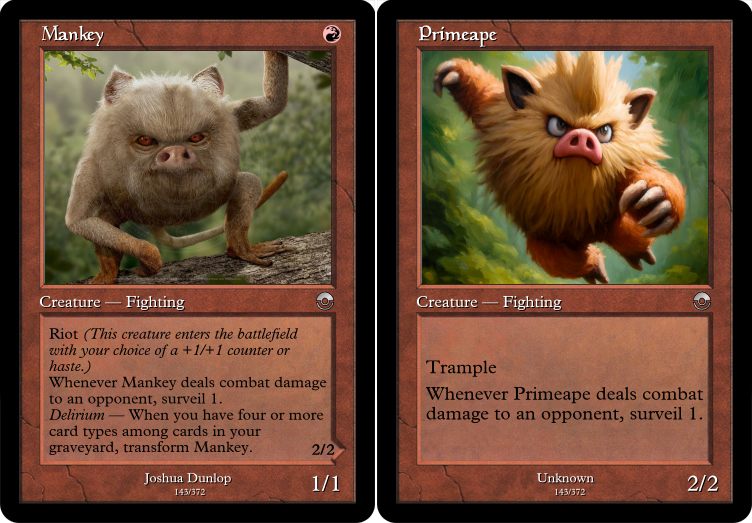 Mankey
Creature — Fighting
Riot (This creature enters the battlefield
with your choice of a +1/+1 counter or
haste.)
Whenever Mankey deals combat damage
to an opponent, surveil 1.
Delirium — When you have four or more
card types among cards in your
graveyard, transform Mankey.
2/2
Joshua Dunlop
143/372
1/1
Primeape
Creature — Fighting
Trample
Whenever Primeape deals combat
damage to an opponent, surveil 1.
Unknown
143/372
2/2